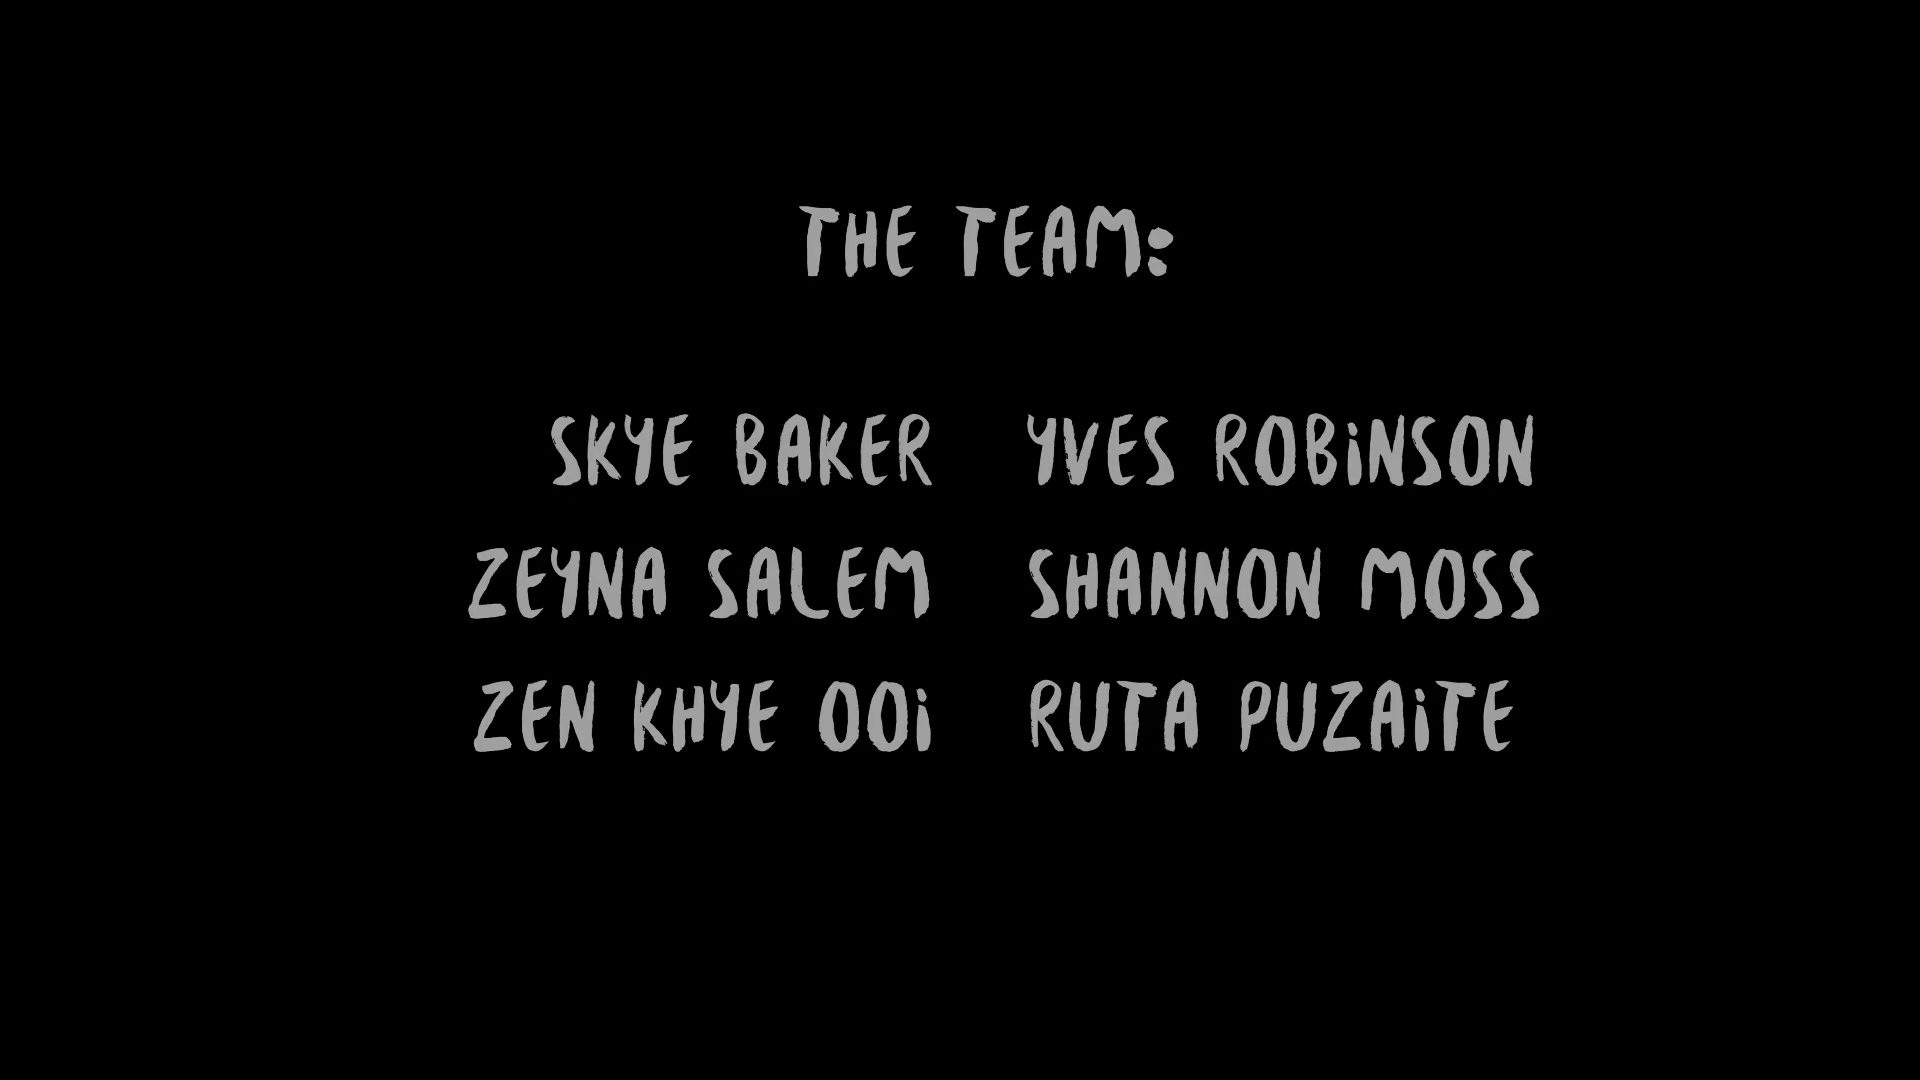 THE TEAM:
SKYE BAKER YVES ROBiNSON
ZEYNA SALEM SHANNON MOSS
ZEN KHYE OOi RUTA PUZAiTE